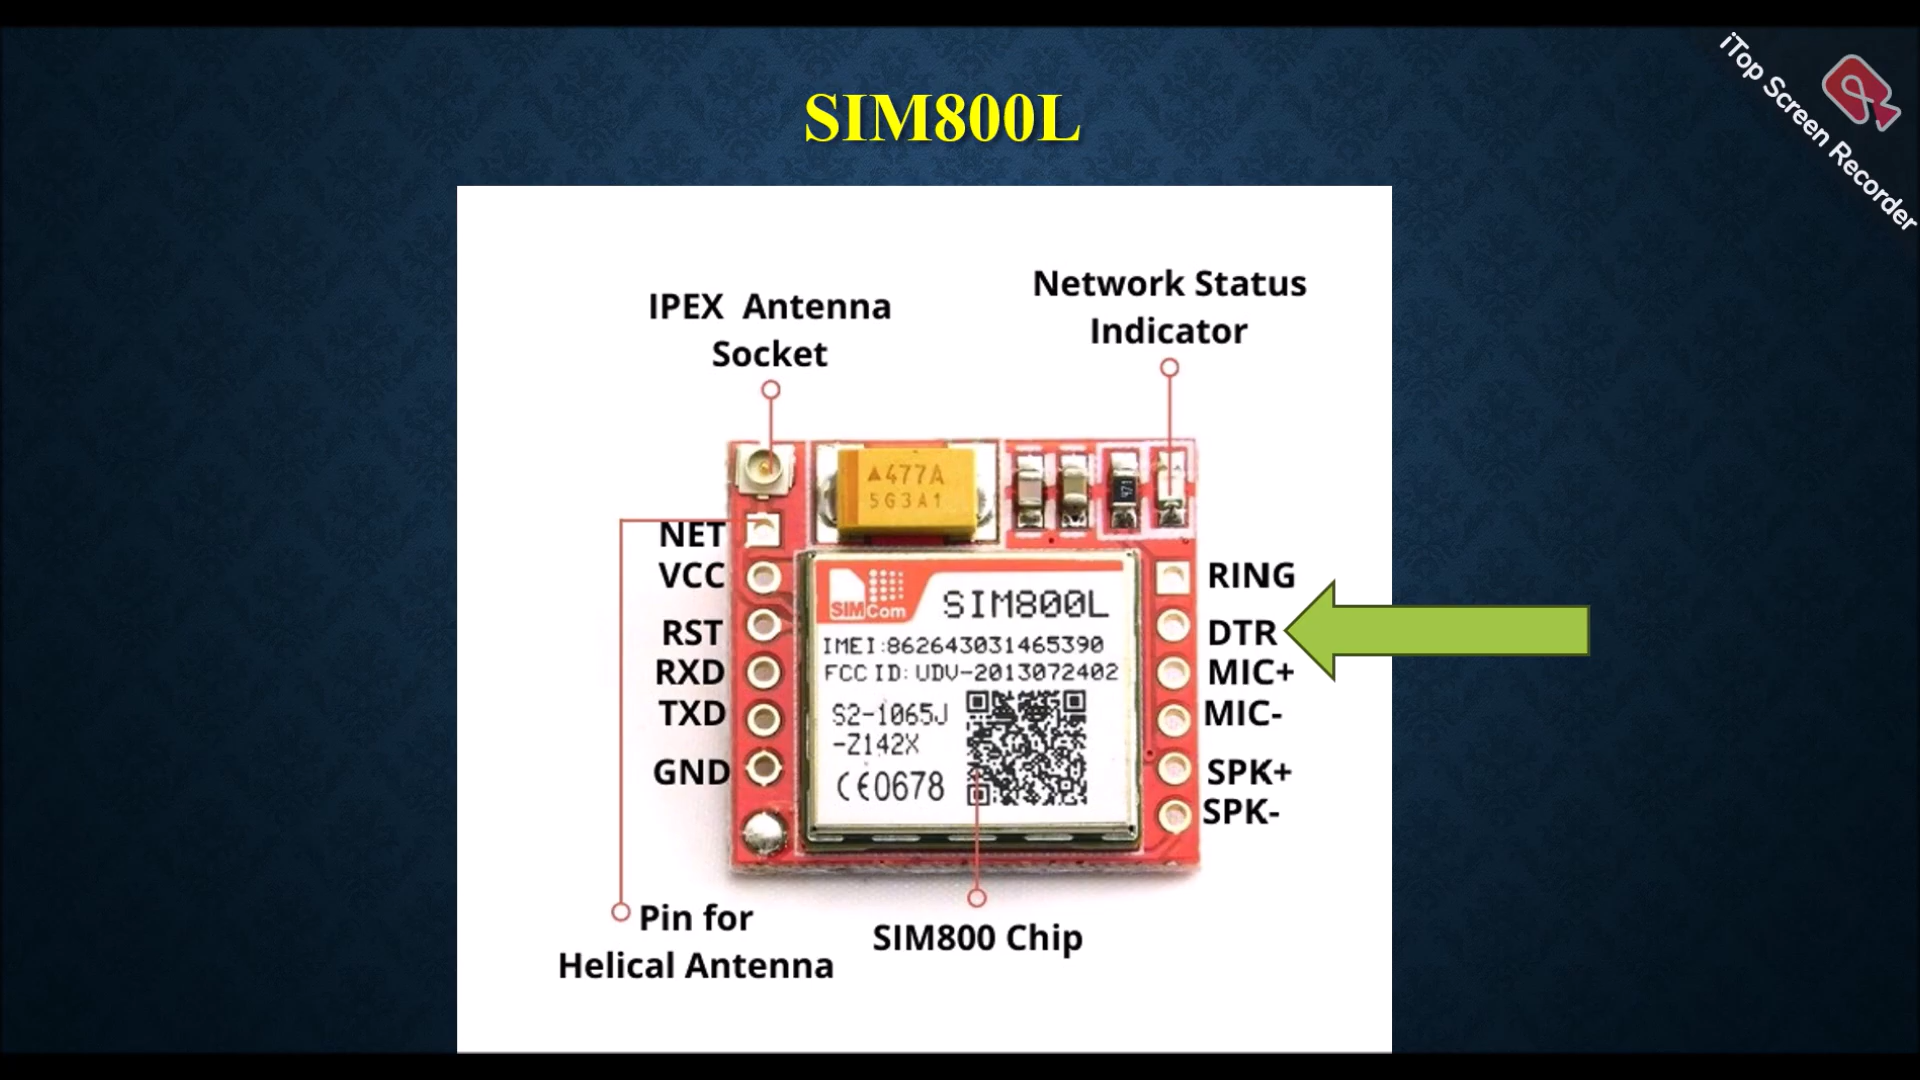 SIM800L
iTop Screen Recorder
IPEX Antenna
Socket
Network Status
Indicator
477A
5G3A1
471
NET
VCC
RST
RXD
TXD
GND
RING
DTR
MIC+
MIC-
SPK+
SPK-
SIMCom
SIM800L
IMEI:862643031465390
FCC ID: UDV-2013072402
S2-1065J
-Z142X
CE0678
Pin for
Helical Antenna
SIM800 Chip